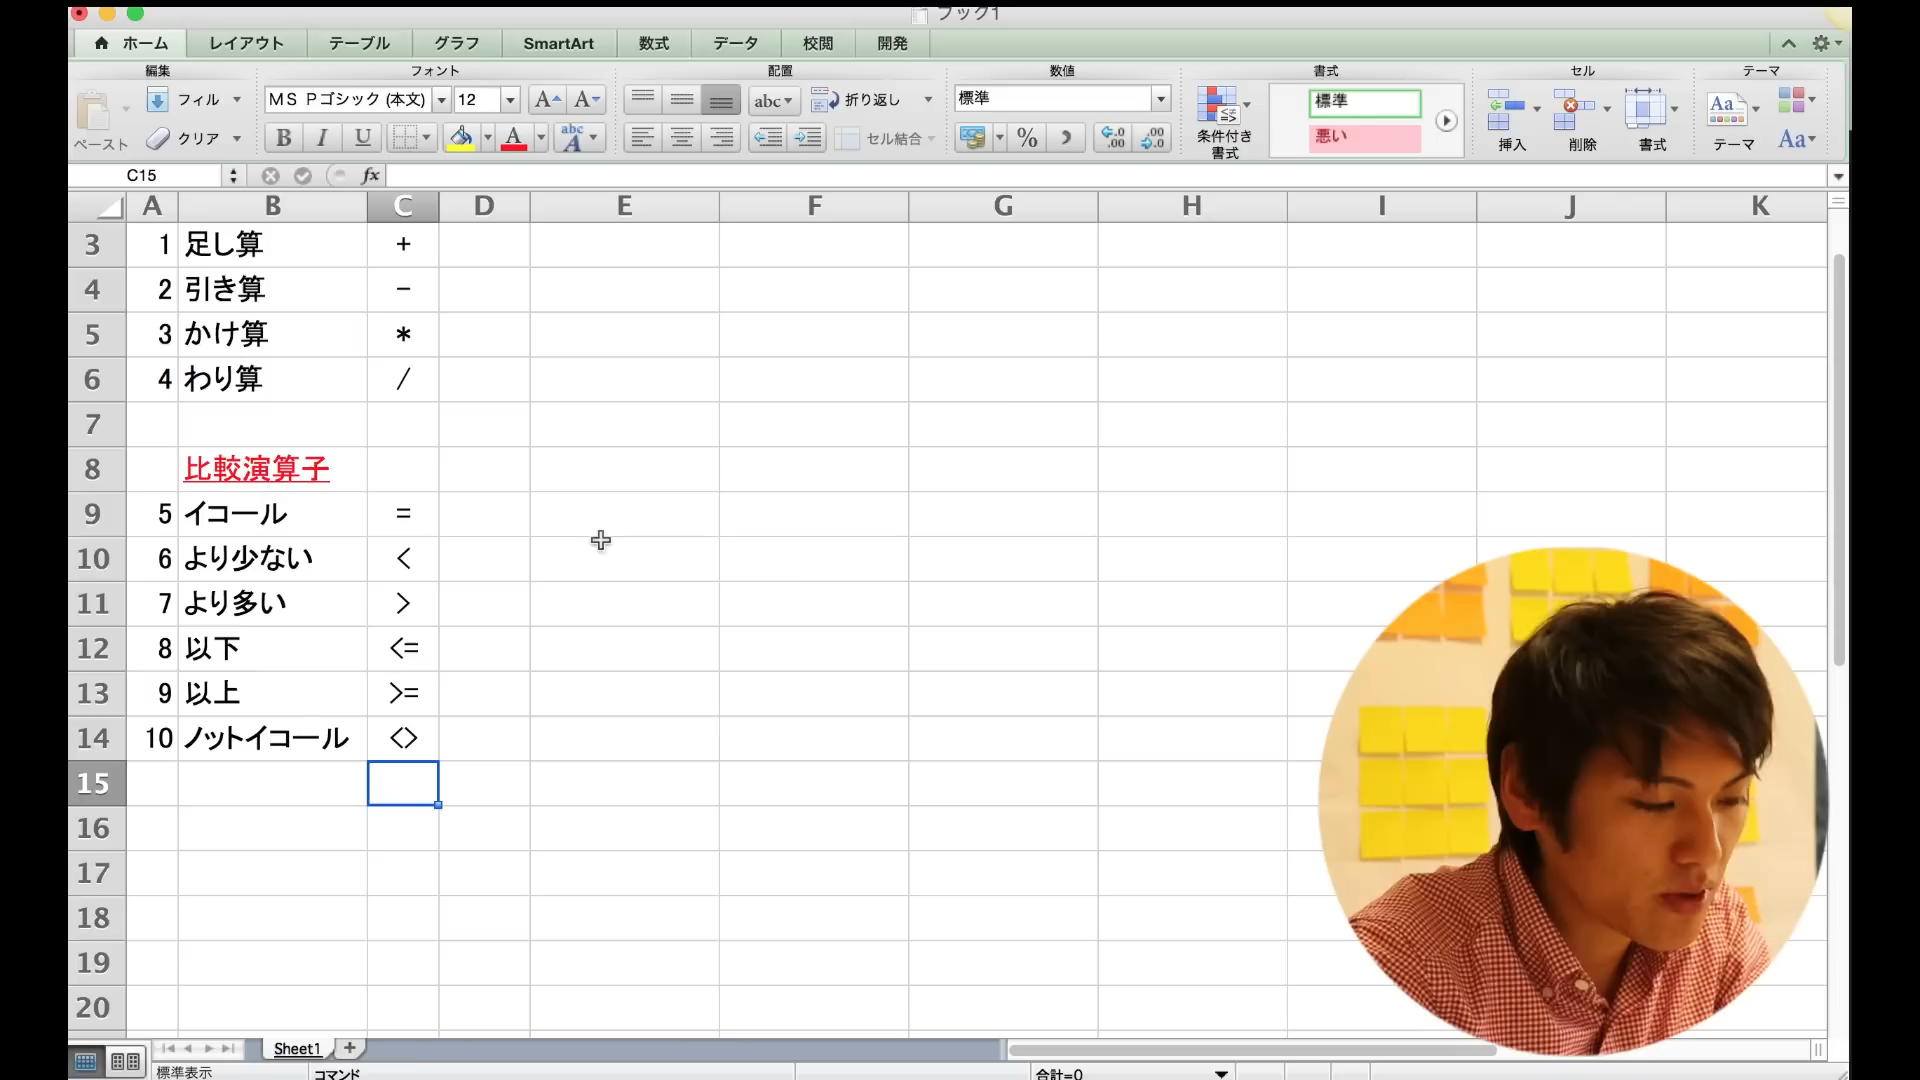 ブック1
ホーム レイアウト テーブル グラフ SmartArt 数式 データ 校閲 開発
編集 フォント 配置 数値 書式 セル テーマ
ペースト フィル クリア
MS Pゴシック (本文) 12 A A
B I U A abc A
abc 折り返し
セル結合
標準
% .0 .00 .00 .0
条件付き書式
標準
悪い
挿入 削除 書式
Aa テーマ Aa
C15 fx
A B C D E F G H I J K
3 1 足し算 +
4 2 引き算 -
5 3 かけ算 *
6 4 わり算 /
7
8 比較演算子
9 5 イコール =
10 6 より少ない <
11 7 より多い >
12 8 以下 <=
13 9 以上 >=
14 10 ノットイコール <>
15
16
17
18
19
20
Sheet1
標準表示 コマンド 合計=0